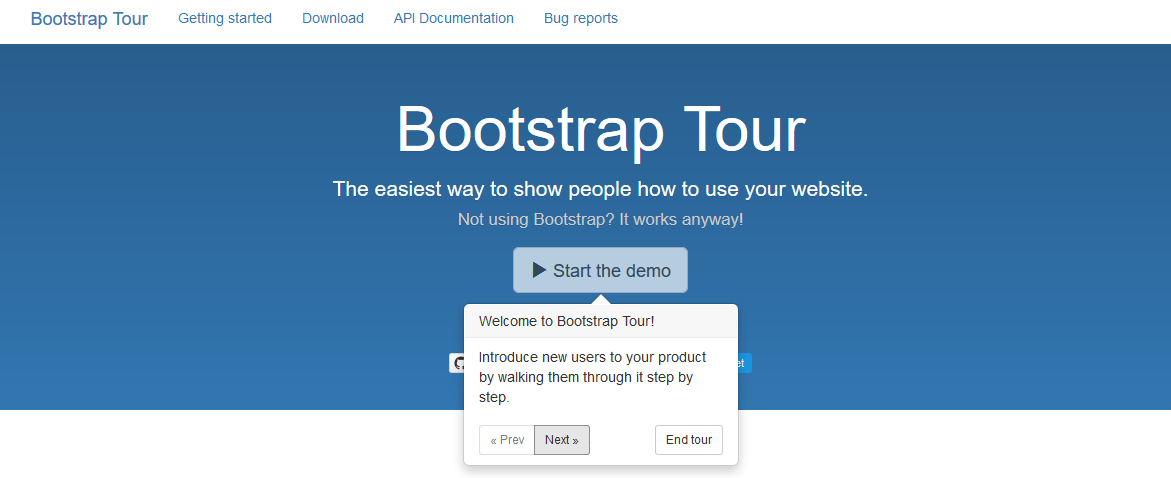 Bootstrap Tour Getting started Download API Documentation Bug reports
Bootstrap Tour
The easiest way to show people how to use your website.
Not using Bootstrap? It works anyway!
Start the demo
Welcome to Bootstrap Tour!
Introduce new users to your product
by walking them through it step by
step.
« Prev Next » End tour